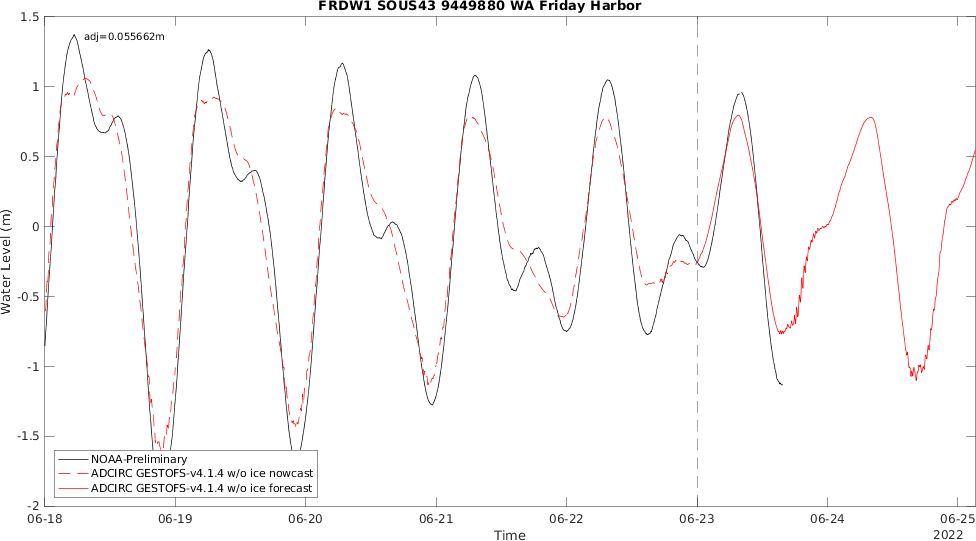 FRDW1 SOUS43 9449880 WA Friday Harbor
adj=0.055662m
1.5
1
0.5
0
-0.5
-1
-1.5
-2
Water Level (m)
NOAA-Preliminary
ADCIRC GESTOFS-v4.1.4 w/o ice nowcast
ADCIRC GESTOFS-v4.1.4 w/o ice forecast
06-18 06-19 06-20 06-21 06-22 06-23 06-24 06-25
Time
2022